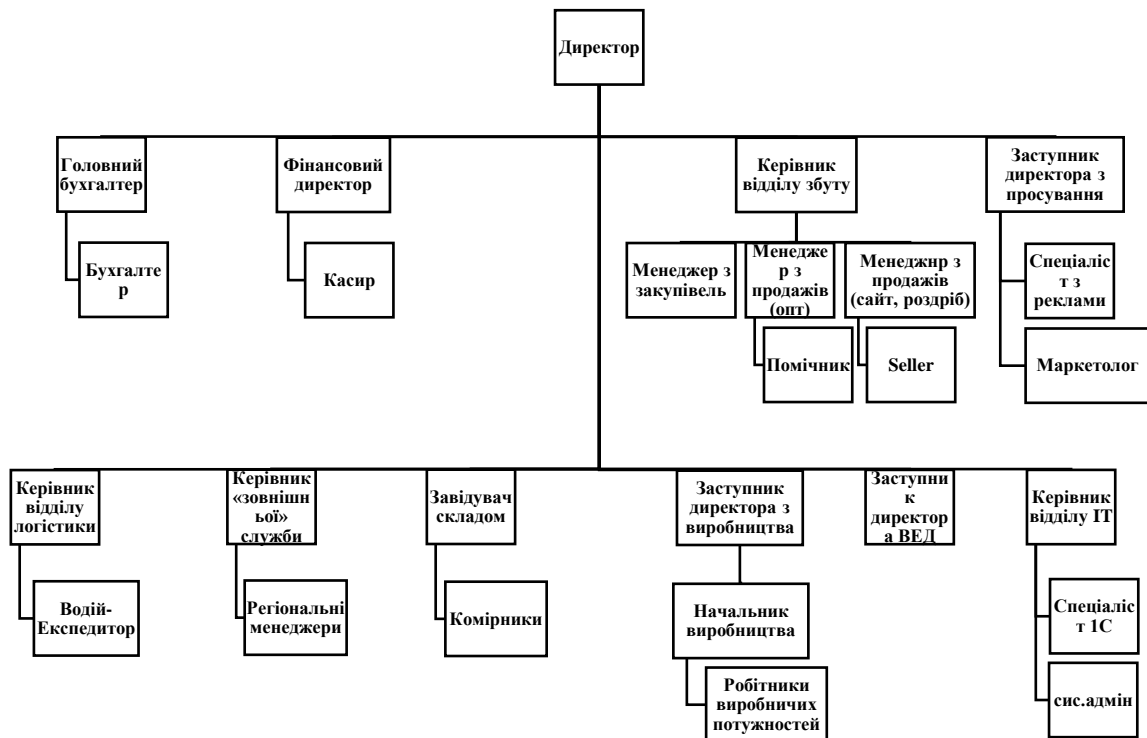 Директор
Головний
бухгалтер
Фінансовий
директор
Керівник
відділу збуту
Заступник
директора з
просування
Бухгалте
р
Касир
Менеджер з
закупівель
Менедже
р з
продажів
(опт)
Менеджнр з
продажів
(сайт, роздріб)
Спеціаліс
т з
реклами
Помічник
Seller
Маркетолог
Керівник
відділу
логістики
Керівник
«зовнішн
ьої»
служби
Завідувач
складом
Заступник
директора з
виробництва
Заступни
к
директор
а ВЕД
Керівник
відділу ІТ
Водій-
Експедитор
Регіональні
менеджери
Комірники
Начальник
виробництва
Спеціаліс
т 1С
Робітники
виробничих
потужностей
сис.адмін